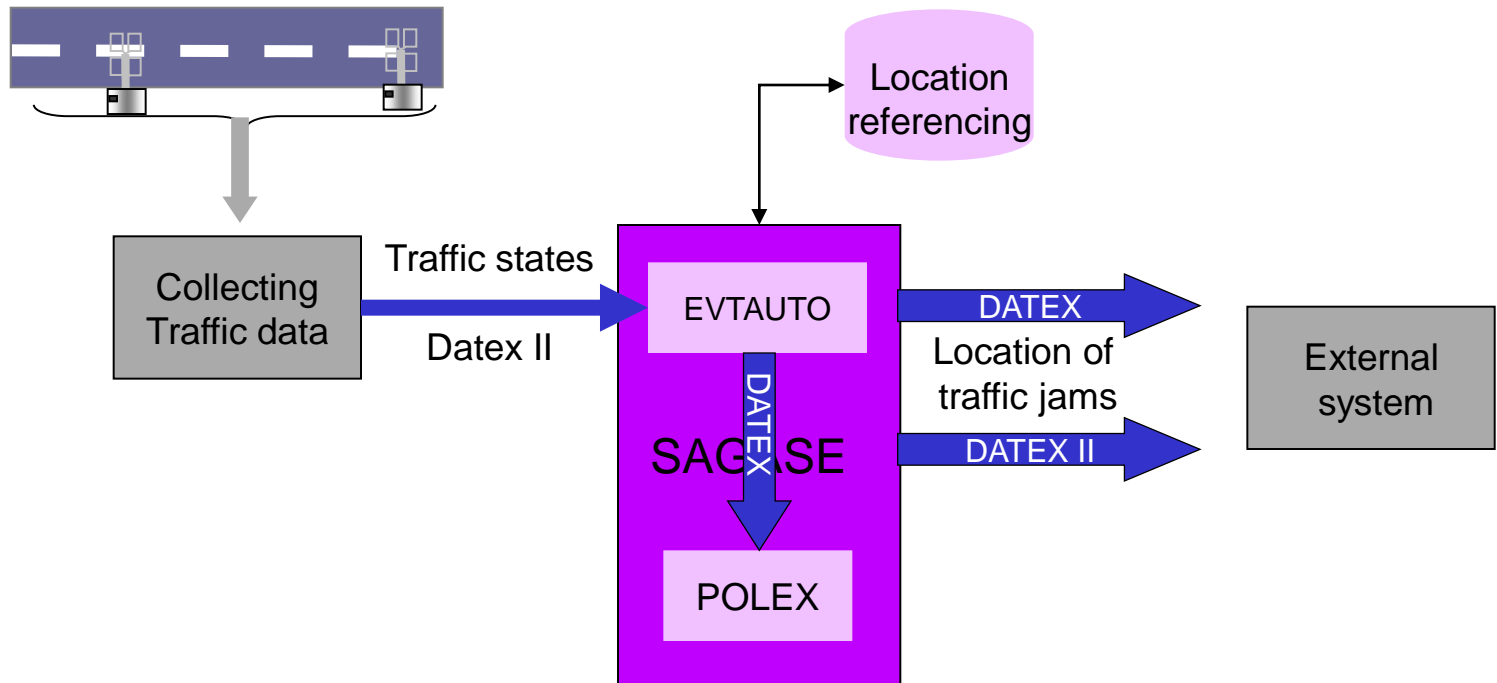 Location
referencing
Collecting
Traffic data
Traffic states
Datex II
EVTAUTO
DATEX
SAGASE
POLEX
DATEX
Location of
traffic jams
DATEX II
External
system